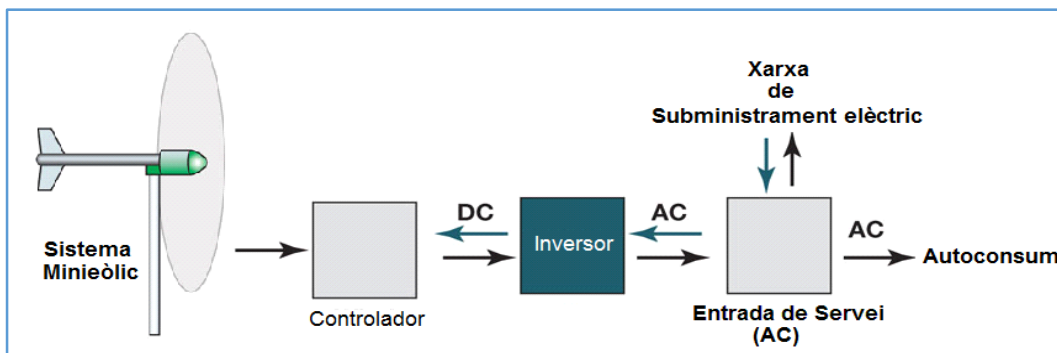 Xarxa
de
Subministrament elèctric
DC
AC
AC
Inversor
Sistema
Minieòlic
Autoconsum
Controlador
Entrada de Servei
(AC)